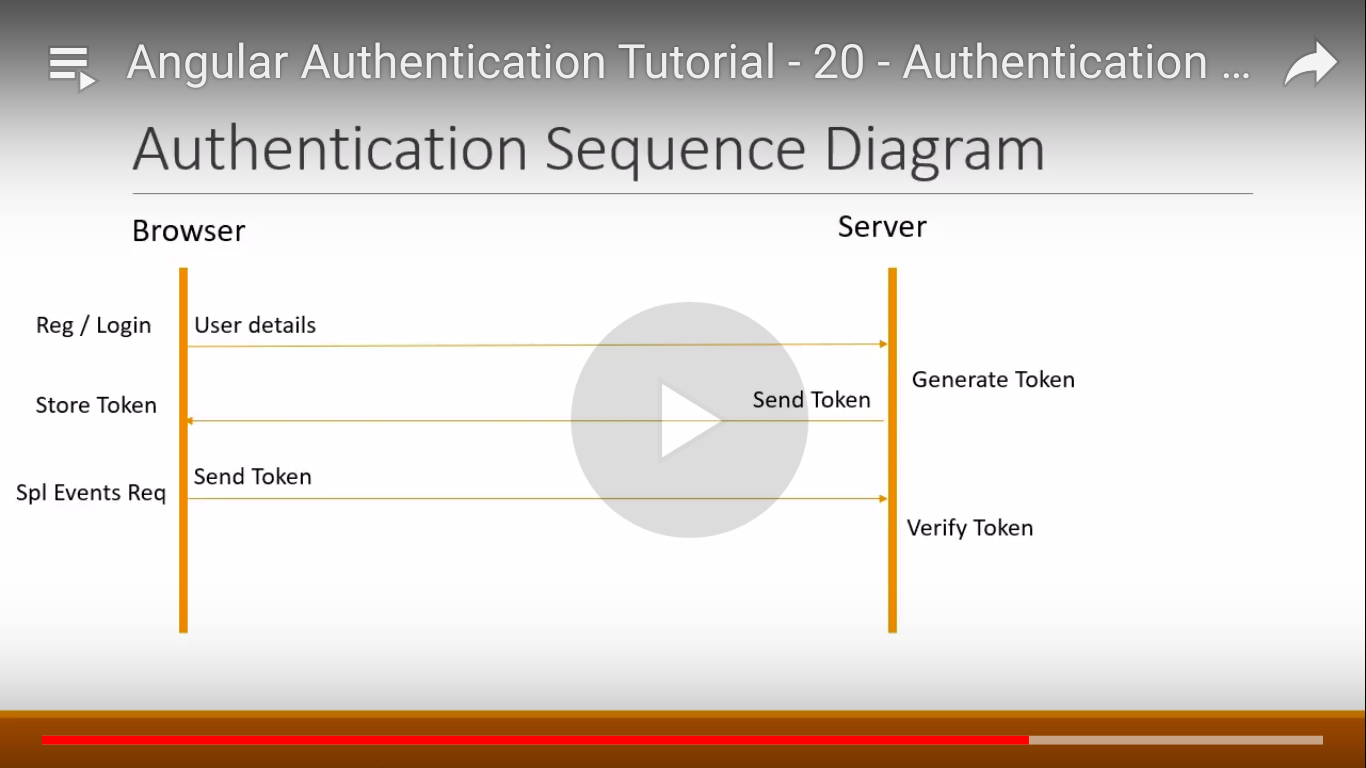 Angular Authentication Tutorial - 20 - Authentication ...
Authentication Sequence Diagram
Browser
Server
Reg / Login
User details
Generate Token
Store Token
Send Token
Send Token
Spl Events Req
Verify Token